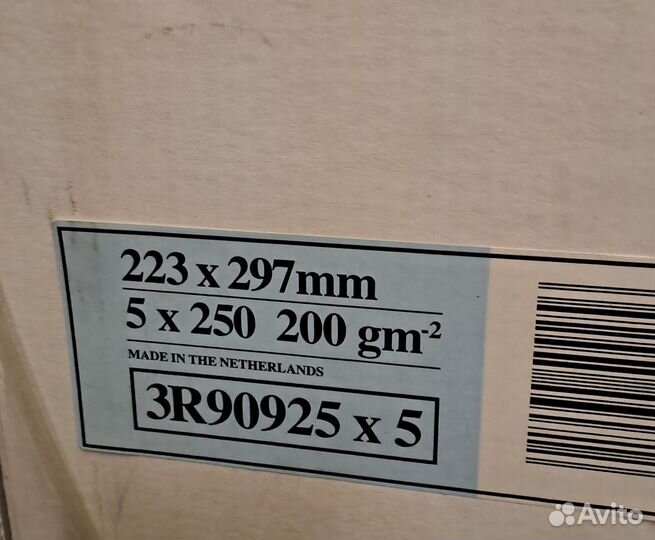 223 x 297mm
5 x 250 200 gm⁻²
MADE IN THE NETHERLANDS
3R90925 x 5
Avito